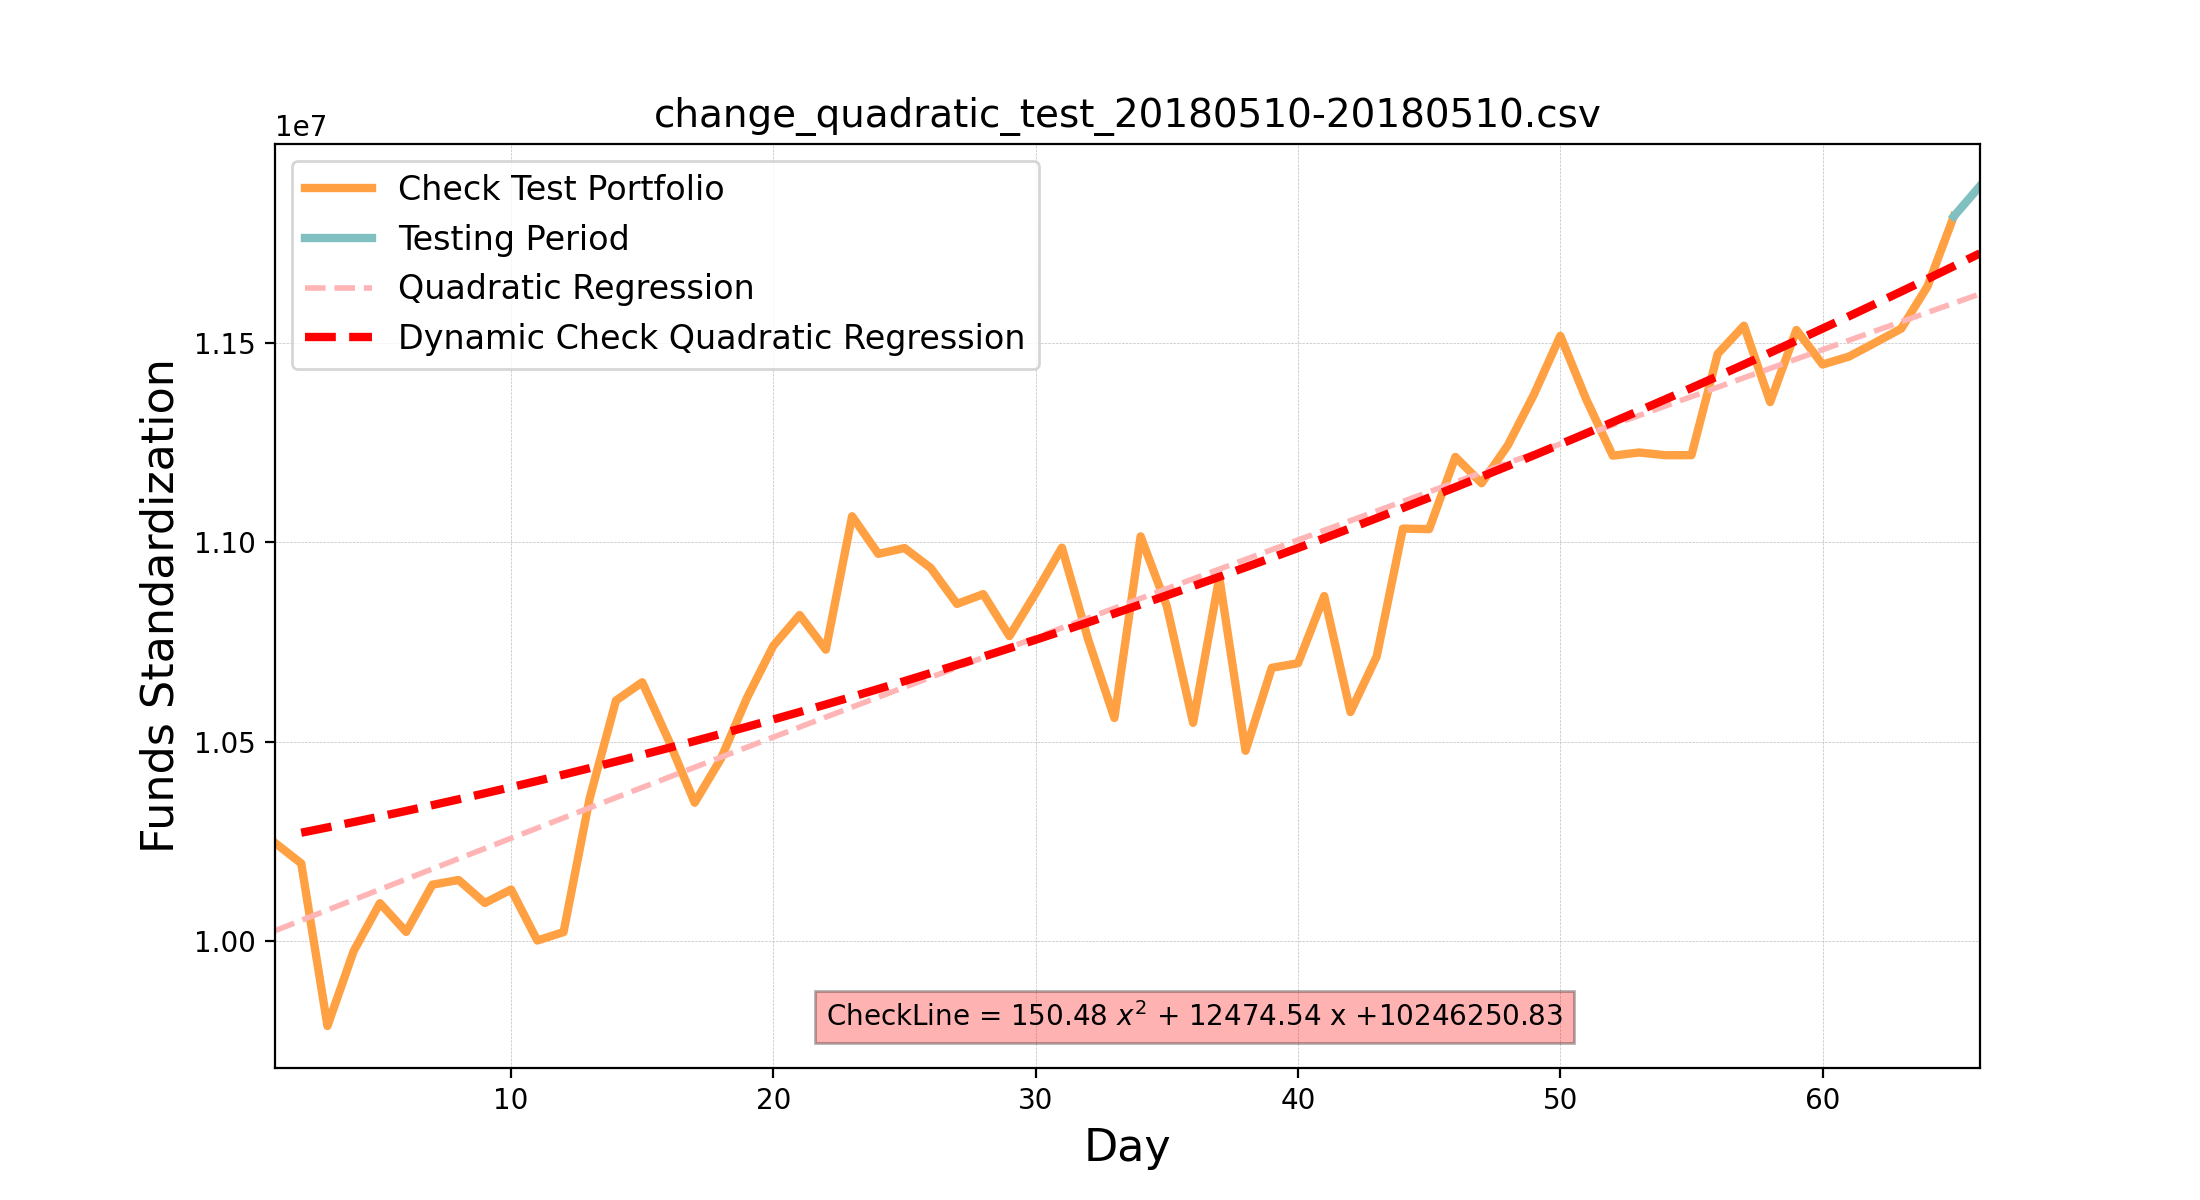 change_quadratic_test_20180510-20180510.csv
1e7
Check Test Portfolio
Testing Period
Quadratic Regression
Dynamic Check Quadratic Regression
Funds Standardization
1.15
1.10
1.05
1.00
CheckLine = 150.48 x² + 12474.54 x +10246250.83
10 20 30 40 50 60
Day